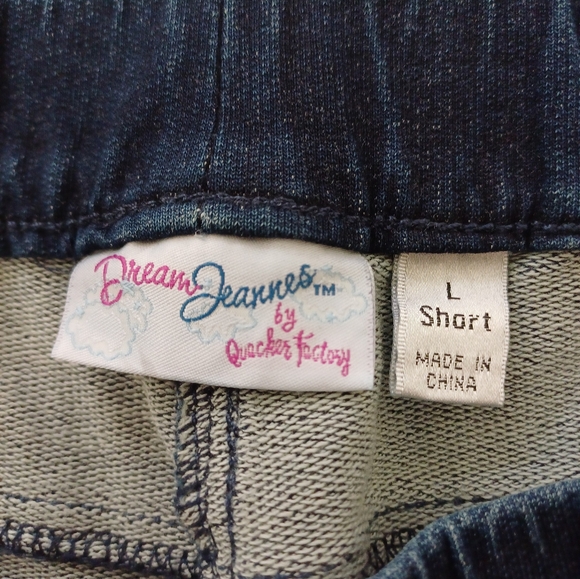 Dream Jeannes™
by
Quacker Factory
L
Short
MADE IN
CHINA